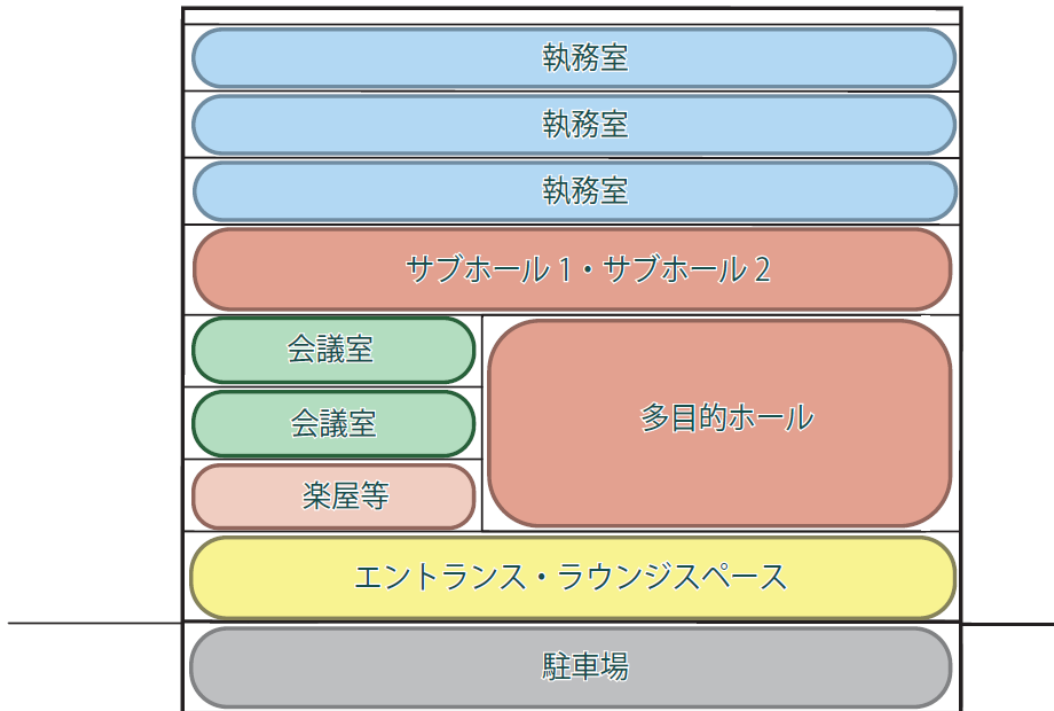 執務室
執務室
執務室
サブホール 1・サブホール 2
会議室
会議室
楽屋等
多目的ホール
エントランス・ラウンジスペース
駐車場